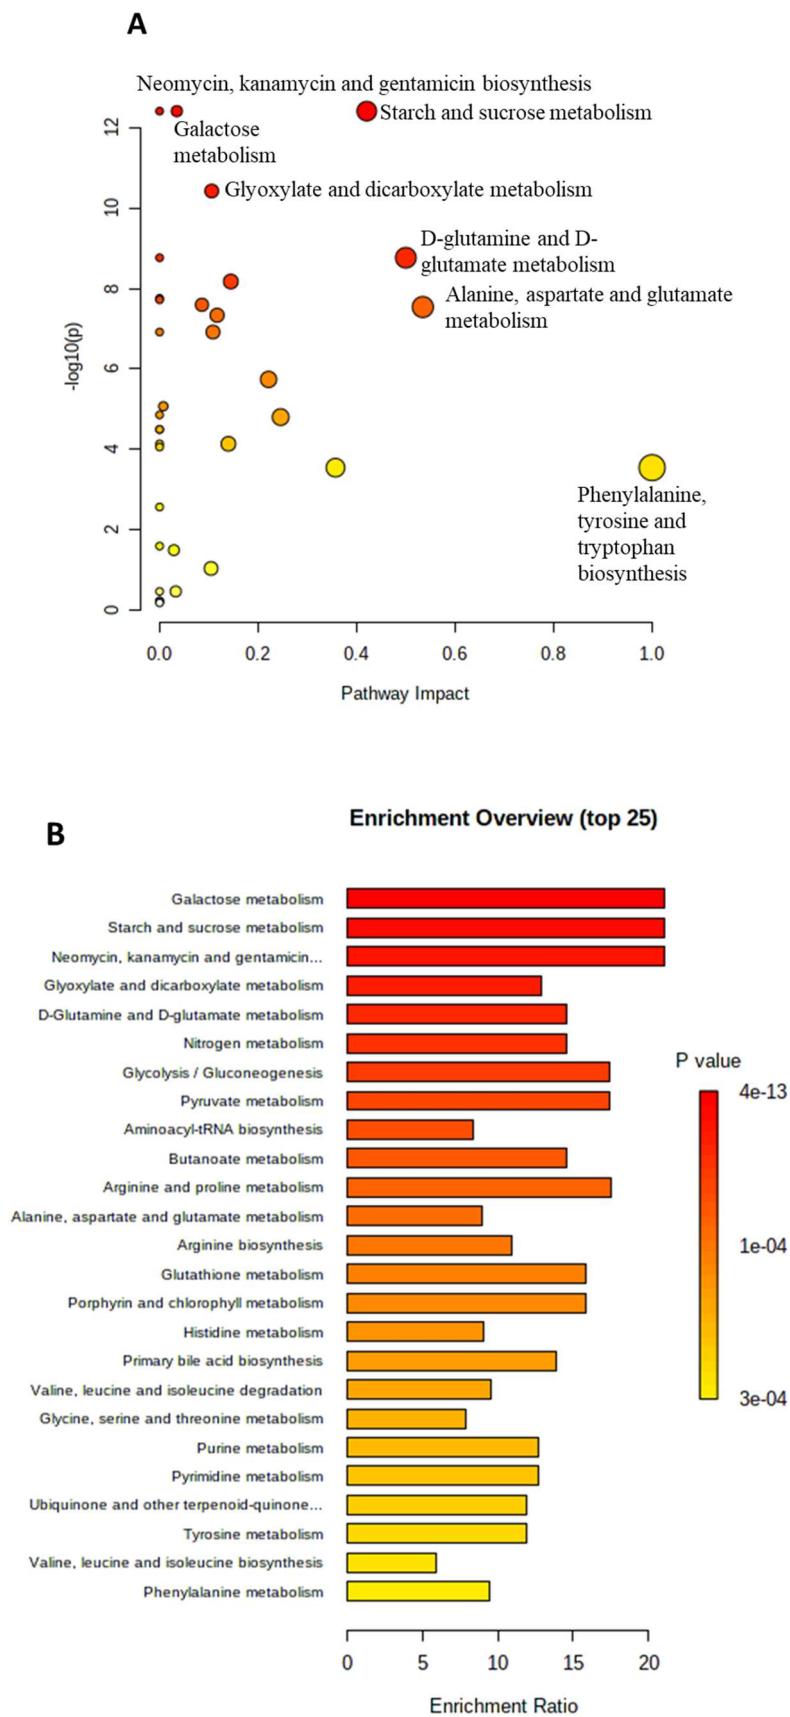 A
Neomycin, kanamycin and gentamicin biosynthesis
Starch and sucrose metabolism
Galactose
metabolism
Glyoxylate and dicarboxylate metabolism
D-glutamine and D-
glutamate metabolism
Alanine, aspartate and glutamate
metabolism
Phenylalanine,
tyrosine and
tryptophan
biosynthesis
-log10(p)
12
10
8
6
4
2
0
0.0 0.2 0.4 0.6 0.8 1.0
Pathway Impact
B
Enrichment Overview (top 25)
Galactose metabolism
Starch and sucrose metabolism
Neomycin, kanamycin and gentamicin...
Glyoxylate and dicarboxylate metabolism
D-Glutamine and D-glutamate metabolism
Nitrogen metabolism
Glycolysis / Gluconeogenesis
Pyruvate metabolism
Aminoacyl-tRNA biosynthesis
Butanoate metabolism
Arginine and proline metabolism
Alanine, aspartate and glutamate metabolism
Arginine biosynthesis
Glutathione metabolism
Porphyrin and chlorophyll metabolism
Histidine metabolism
Primary bile acid biosynthesis
Valine, leucine and isoleucine degradation
Glycine, serine and threonine metabolism
Purine metabolism
Pyrimidine metabolism
Ubiquinone and other terpenoid-quinone...
Tyrosine metabolism
Valine, leucine and isoleucine biosynthesis
Phenylalanine metabolism
P value
4e-13
1e-04
3e-04
0 5 10 15 20
Enrichment Ratio